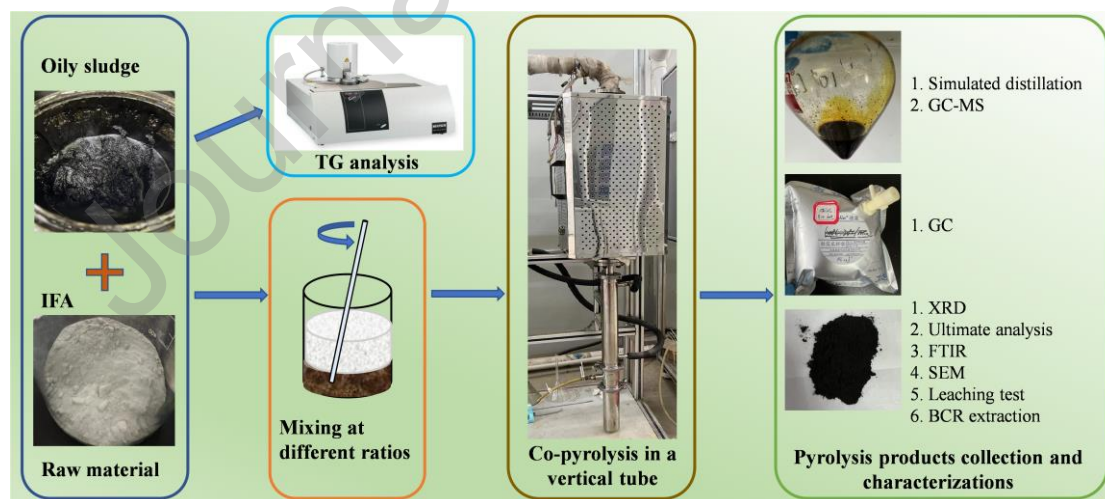 Journa
Oily sludge
IFA
Raw material
TG analysis
Mixing at
different ratios
Co-pyrolysis in a
vertical tube
1. Simulated distillation
2. GC-MS
1. GC
1. XRD
2. Ultimate analysis
3. FTIR
4. SEM
5. Leaching test
6. BCR extraction
Pyrolysis products collection and
characterizations